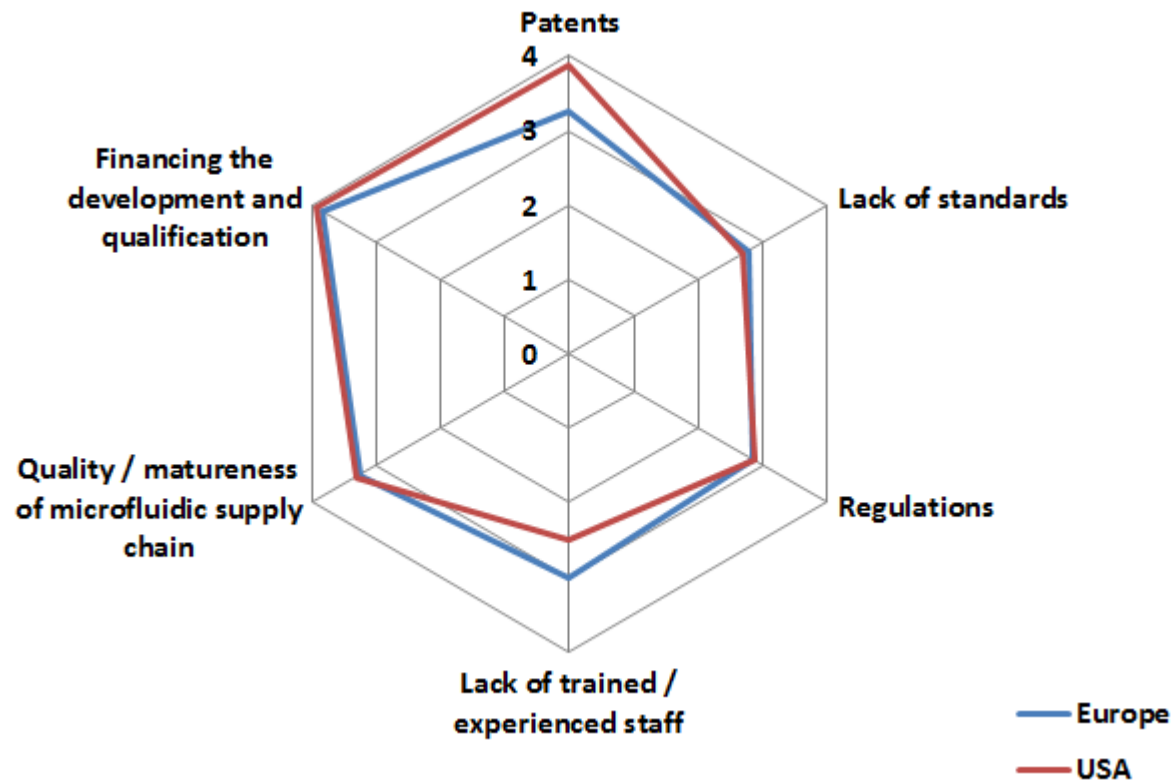 Patents
4
3
2
1
0
Financing the
development and
qualification
Lack of standards
Quality / matureness
of microfluidic supply
chain
Regulations
Lack of trained /
experienced staff
Europe
USA